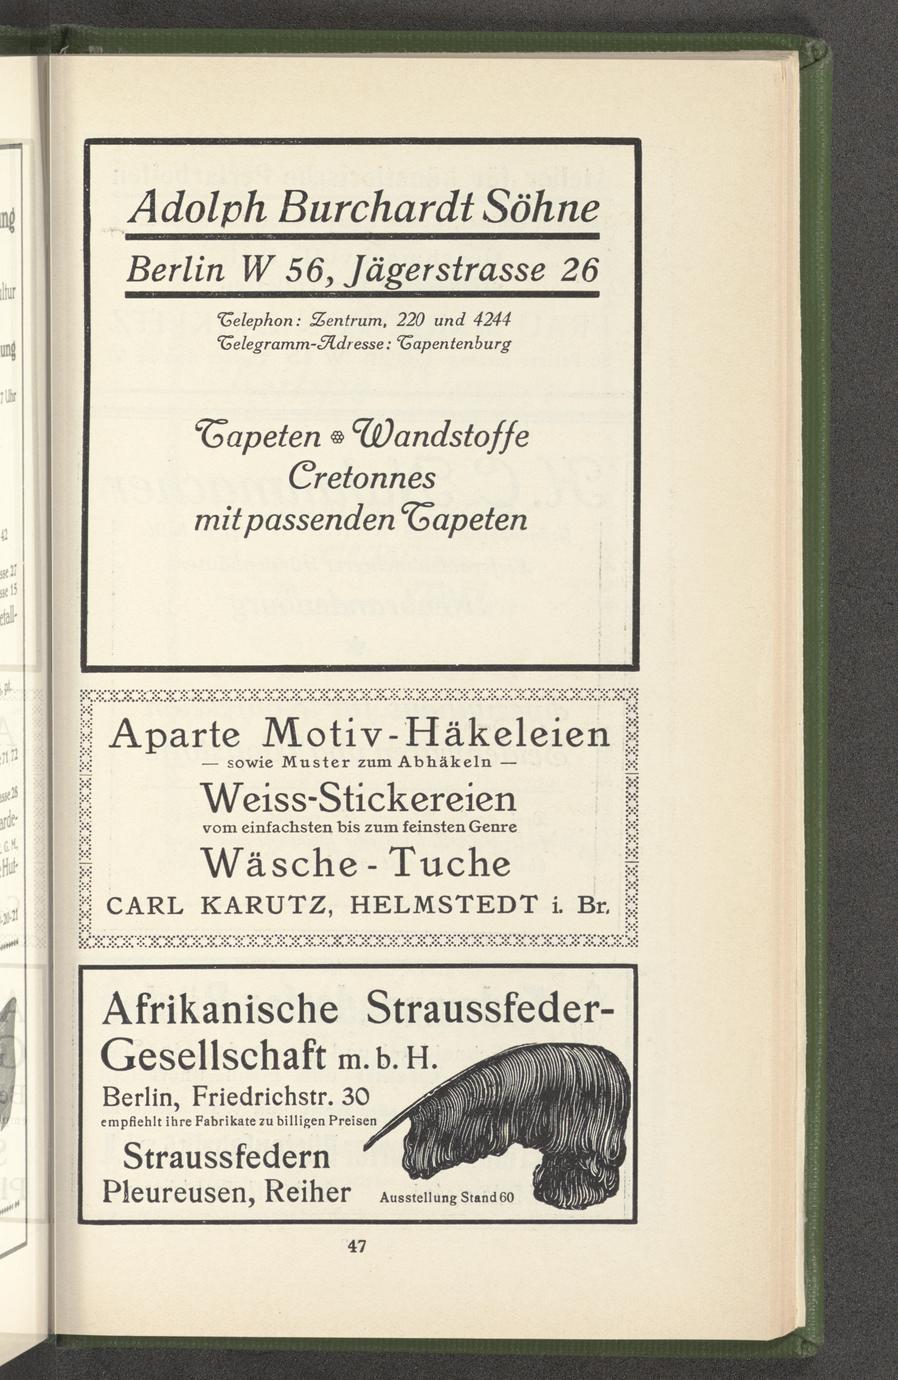 Adolph Burchardt Söhne
Berlin W 56, Jägerstrasse 26
Telephon: Zentrum, 220 und 4244
Telegramm-Adresse: Tapentenburg
Tapeten Wandstoffe
Cretonnes
mit passenden Tapeten
Aparte Motiv-Häkeleien
— sowie Muster zum Abhäkeln —
Weiss-Stickereien
vom einfachsten bis zum feinsten Genre
Wäsche - Tuche
CARL KARUTZ, HELMSTEDT i. Br.
Afrikanische Straussfeder-
Gesellschaft m. b. H.
Berlin, Friedrichstr. 30
empfiehlt ihre Fabrikate zu billigen Preisen
Straussfedern
Pleureusen, Reiher
Ausstellung Stand 60
47